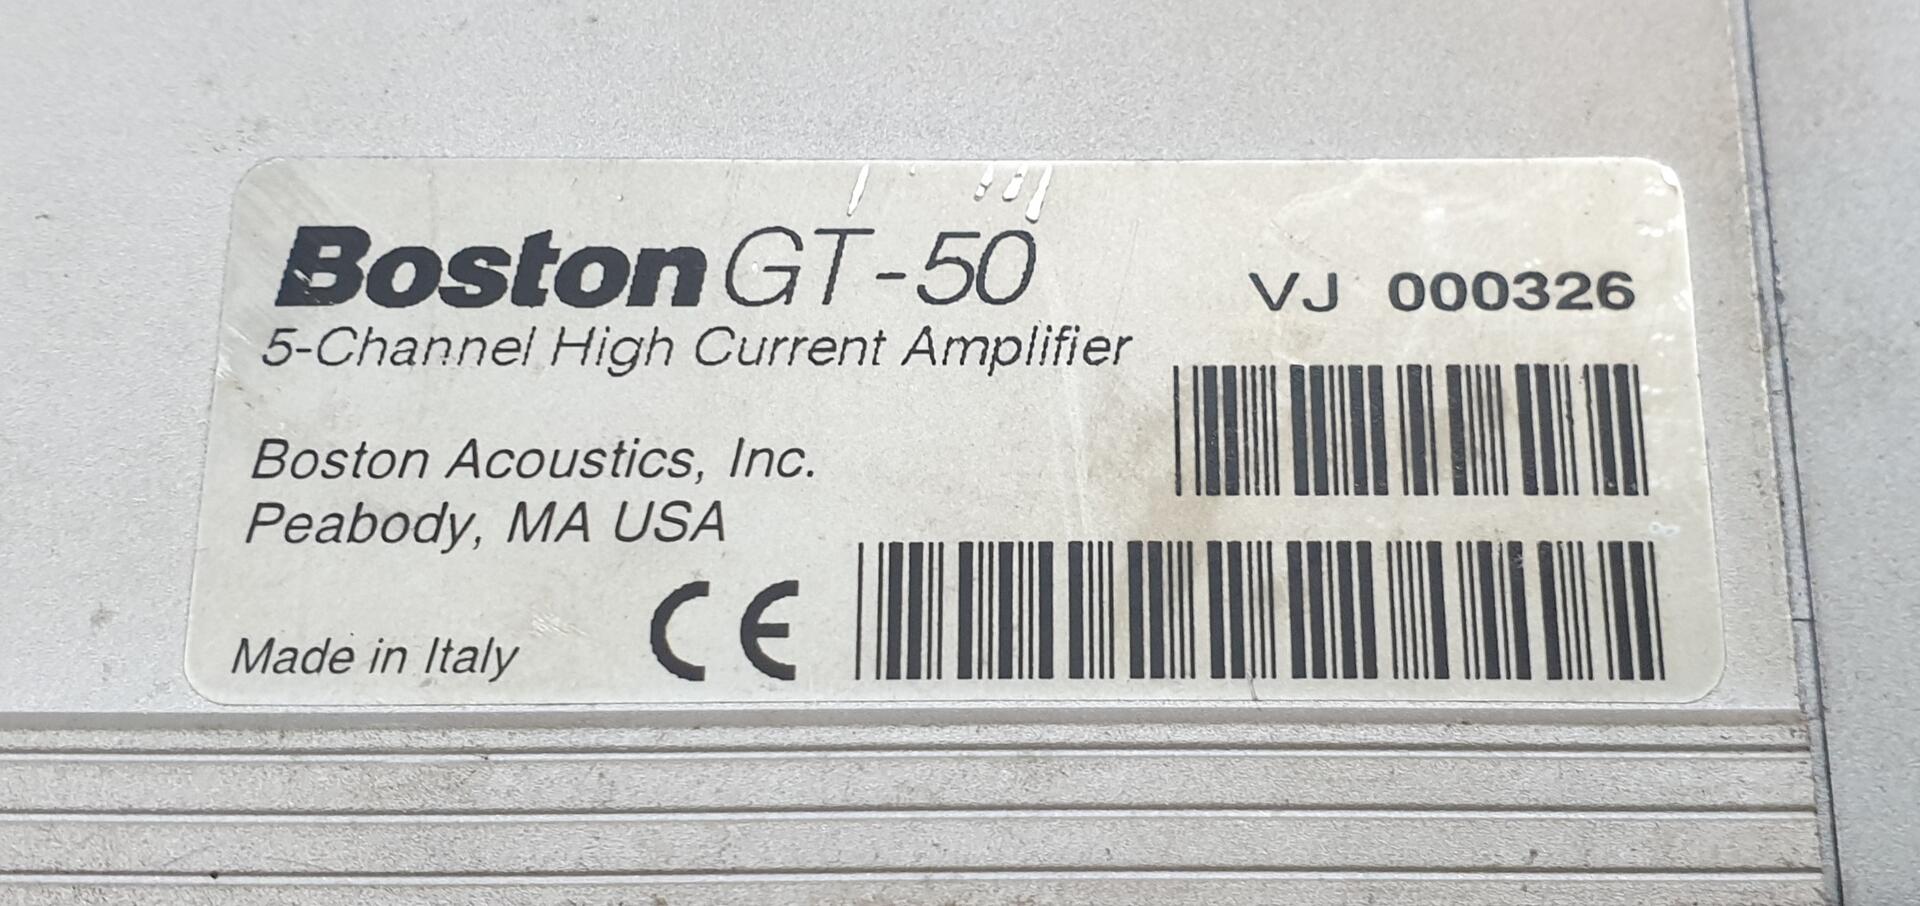 Boston GT-50
5-Channel High Current Amplifier
VJ 000326
Boston Acoustics, Inc.
Peabody, MA USA
Made in Italy
CE